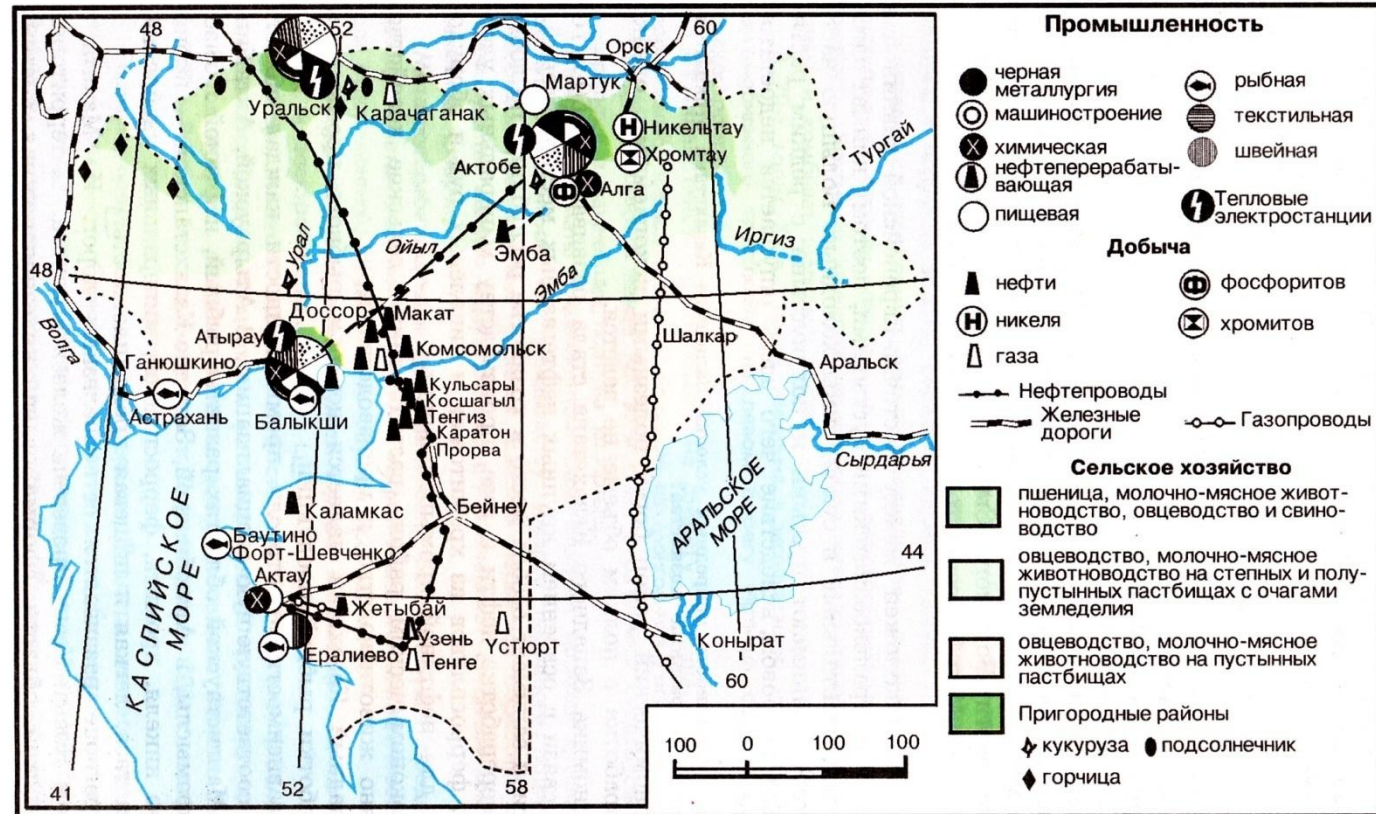 48
52
60
Орск
Мартук
Уральск
Карачаганак
Никельтау
Хромтау
Тургай
Актобе
Алга
Иргиз
Ойыл
Урал
Эмба
Эмба
48
Волга
Доссор
Макат
Шалкар
Атырау
Комсомольск
Аральск
Ганюшкино
Кульсары
Косшагыл
Тенгиз
Каратон
Прорва
Астрахань
Балыкши
Сырдарья
Бейнеу
Каламкас
АРАЛЬСКОЕ
МОРЕ
Баутино
Форт-Шевченко
44
Актау
КАСПИЙСКОЕ
МОРЕ
Жетыбай
Узень
Устюрт
Конырат
Ералиево
Тенге
60
41
52
58
100 0 100 100
Промышленность
черная
металлургия
машиностроение
химическая
нефтеперерабаты-
вающая
пищевая
рыбная
текстильная
швейная
Тепловые
электростанции
Добыча
нефти
Н никеля
газа
Ф фосфоритов
хромитов
Нефтепроводы
Железные
дороги
Газопроводы
Сельское хозяйство
пшеница, молочно-мясное живот-
новодство, овцеводство и свино-
водство
овцеводство, молочно-мясное
животноводство на степных и полу-
пустынных пастбищах с очагами
земледелия
овцеводство, молочно-мясное
животноводство на пустынных
пастбищах
Пригородные районы
кукуруза
подсолнечник
горчица